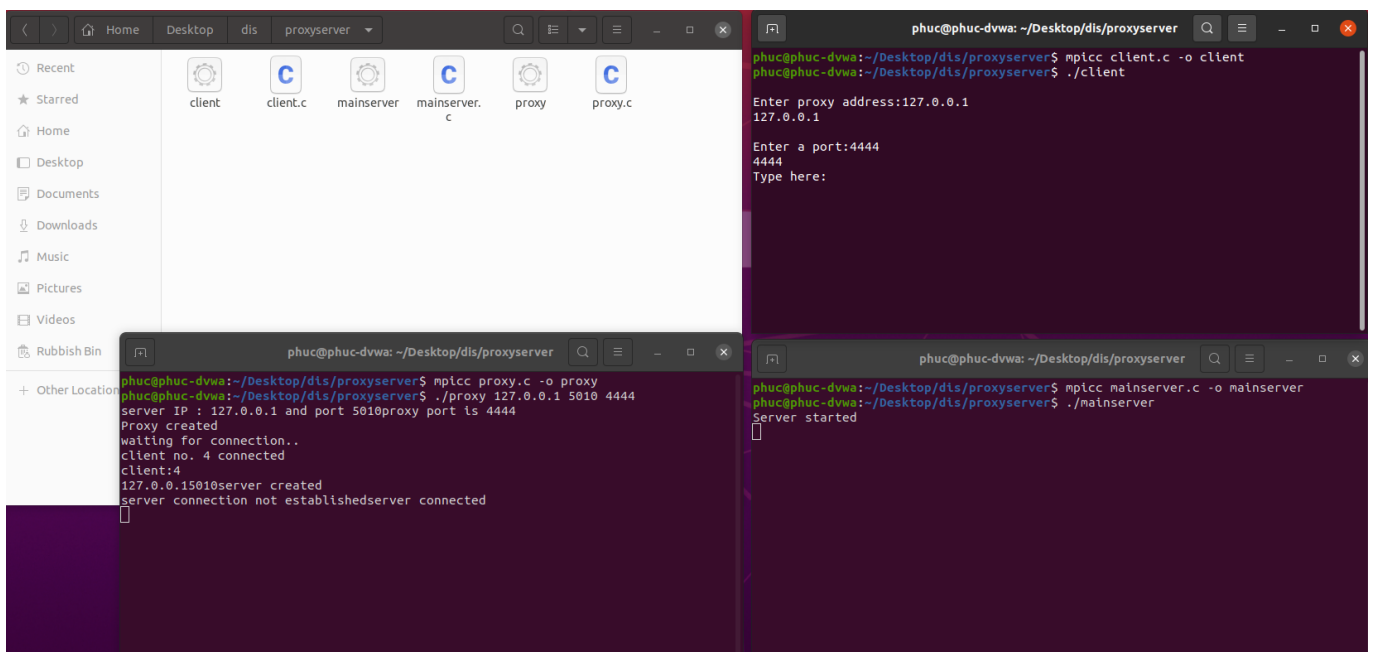 Home Desktop dis proxyserver
Recent
Starred
Home
Desktop
Documents
Downloads
Music
Pictures
Videos
Rubbish Bin
+ Other Location
client client.c mainserver mainserver.c proxy proxy.c
phuc@phuc-dvwa: ~/Desktop/dis/proxyserver
phuc@phuc-dvwa:~/Desktop/dis/proxyserver$ mpicc client.c -o client
phuc@phuc-dvwa:~/Desktop/dis/proxyserver$ ./client
Enter proxy address:127.0.0.1
127.0.0.1
Enter a port:4444
4444
Type here:
phuc@phuc-dvwa: ~/Desktop/dis/proxyserver
phuc@phuc-dvwa:~/Desktop/dis/proxyserver$ mpicc proxy.c -o proxy
phuc@phuc-dvwa:~/Desktop/dis/proxyserver$ ./proxy 127.0.0.1 5010 4444
server IP : 127.0.0.1 and port 5010proxy port is 4444
Proxy created
waiting for connection..
client no. 4 connected
client:4
127.0.0.15010server created
server connection not establishedserver connected
phuc@phuc-dvwa: ~/Desktop/dis/proxyserver
phuc@phuc-dvwa:~/Desktop/dis/proxyserver$ mpicc mainserver.c -o mainserver
phuc@phuc-dvwa:~/Desktop/dis/proxyserver$ ./mainserver
Server started